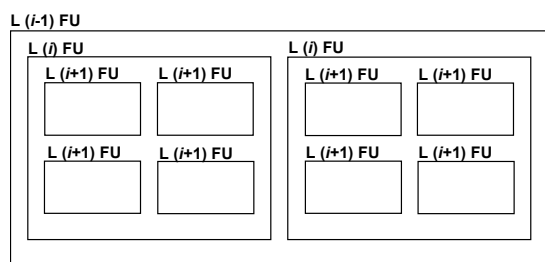 L (i-1) FU
L (i) FU L (i) FU
L (i+1) FU L (i+1) FU L (i+1) FU L (i+1) FU
L (i+1) FU L (i+1) FU L (i+1) FU L (i+1) FU